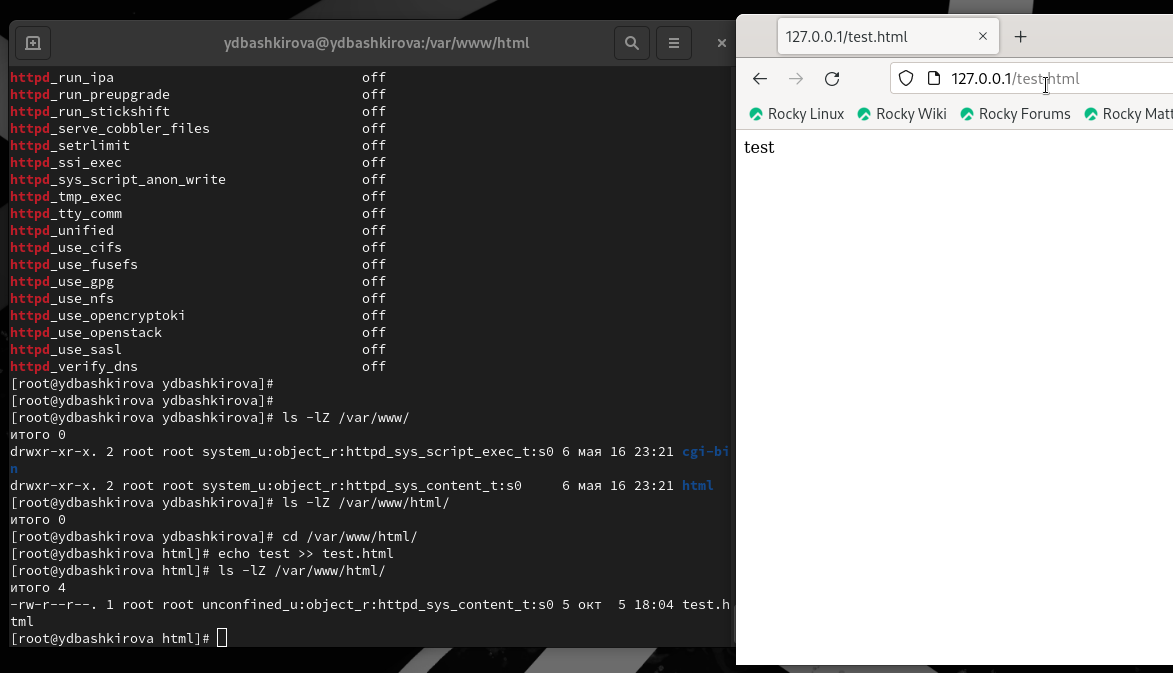 ydbashkirova@ydbashkirova:/var/www/html
httpd_run_ipa off
httpd_run_preupgrade off
httpd_run_stickshift off
httpd_serve_cobbler_files off
httpd_setrlimit off
httpd_ssi_exec off
httpd_sys_script_anon_write off
httpd_tmp_exec off
httpd_tty_comm off
httpd_unified off
httpd_use_cifs off
httpd_use_fusefs off
httpd_use_gpg off
httpd_use_nfs off
httpd_use_opencryptoki off
httpd_use_openstack off
httpd_use_sasl off
httpd_verify_dns off
[root@ydbashkirova ydbashkirova]#
[root@ydbashkirova ydbashkirova]#
[root@ydbashkirova ydbashkirova]# ls -lZ /var/www/
итого 0
drwxr-xr-x. 2 root root system_u:object_r:httpd_sys_script_exec_t:s0 6 мая 16 23:21 cgi-bi
n
drwxr-xr-x. 2 root root system_u:object_r:httpd_sys_content_t:s0 6 мая 16 23:21 html
[root@ydbashkirova ydbashkirova]# ls -lZ /var/www/html/
итого 0
[root@ydbashkirova ydbashkirova]# cd /var/www/html/
[root@ydbashkirova html]# echo test >> test.html
[root@ydbashkirova html]# ls -lZ /var/www/html/
итого 4
-rw-r--r--. 1 root root unconfined_u:object_r:httpd_sys_content_t:s0 5 окт 5 18:04 test.h
tml
[root@ydbashkirova html]#
127.0.0.1/test.html
127.0.0.1/test.html
Rocky Linux Rocky Wiki Rocky Forums Rocky Matt
test